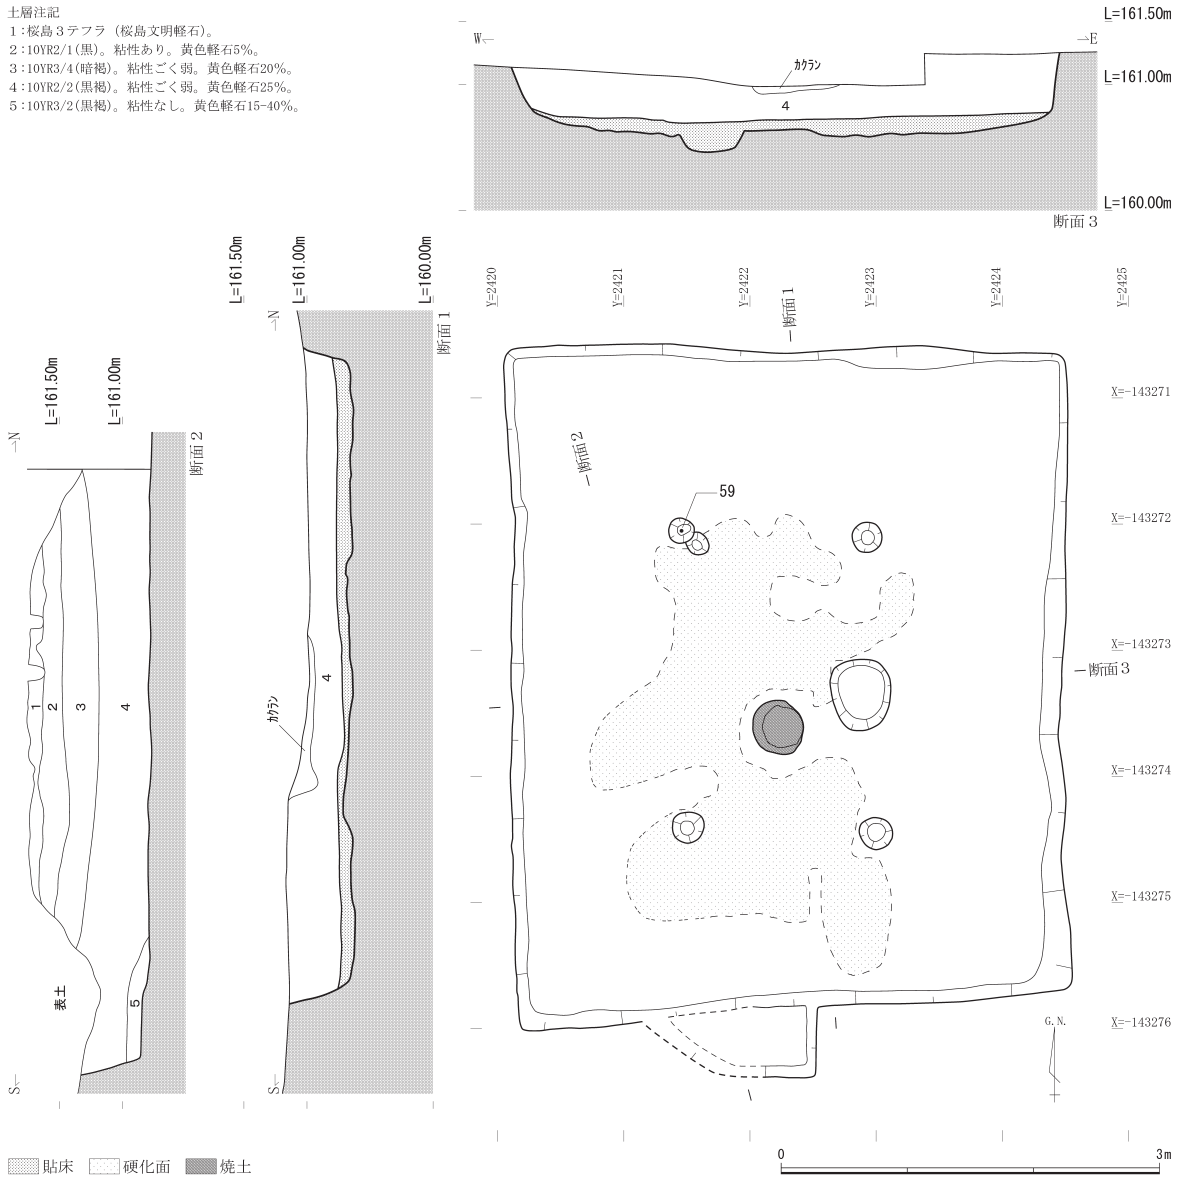 土層注記
1:桜島3テフラ (桜島文明軽石)。
2:10YR2/1(黒)。粘性あり。黄色軽石5%。
3:10YR3/4(暗褐)。粘性ごく弱。黄色軽石20%。
4:10YR2/2(黒褐)。粘性ごく弱。黄色軽石25%。
5:10YR3/2(黒褐)。粘性なし。黄色軽石15-40%。
L=161.50m
W
E
カクラン
L=161.00m
4
L=160.00m
断面3
L=161.50m
L=161.00m
L=160.00m
N
断面1
4
カクラン
S
L=161.50m
L=161.00m
N
断面2
1
2
3
4
表土
5
S
Y=2420
Y=2421
Y=2422
Y=2423
Y=2424
Y=2425
断面1
X=-143271
断面2
59
X=-143272
X=-143273
断面3
X=-143274
X=-143275
G.N.
X=-143276
貼床
硬化面
焼土
0
3m